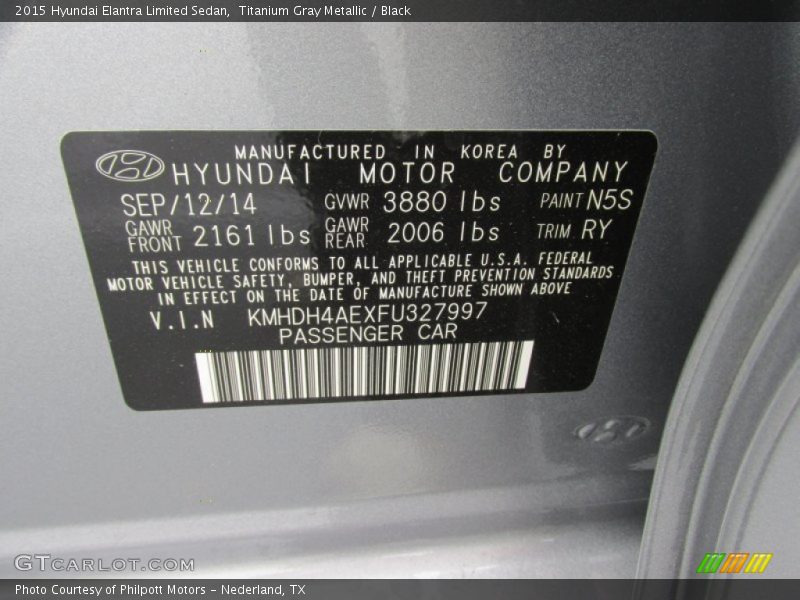 2015 Hyundai Elantra Limited Sedan,  Titanium Gray Metallic / Black
MANUFACTURED IN KOREA BY
HYUNDAI MOTOR COMPANY
SEP/12/14 GVWR 3880 lbs PAINT N5S
GAWR FRONT 2161 lbs GAWR REAR 2006 lbs TRIM RY
THIS VEHICLE CONFORMS TO ALL APPLICABLE U.S.A. FEDERAL
MOTOR VEHICLE SAFETY, BUMPER, AND THEFT PREVENTION STANDARDS
IN EFFECT ON THE DATE OF MANUFACTURE SHOWN ABOVE
V.I.N KMHDH4AEXFU327997
PASSENGER CAR
GTCARLOT.COM
Photo Courtesy of Philpott Motors - Nederland, TX